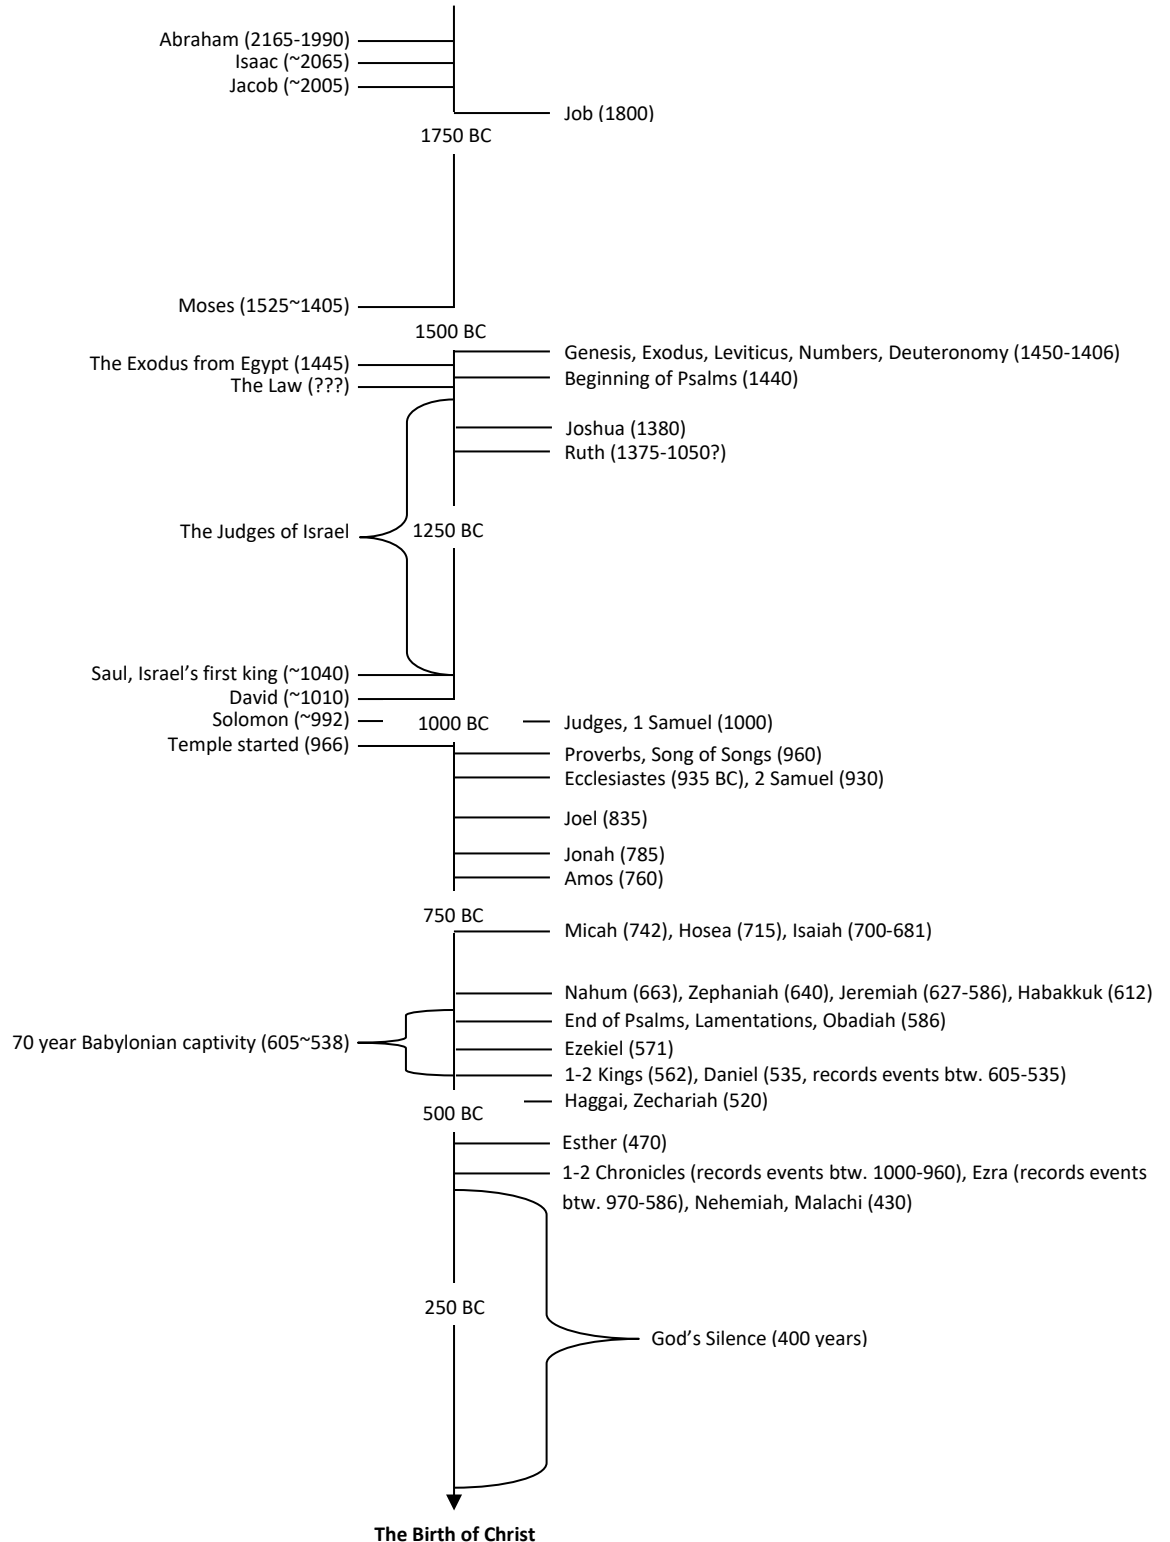 Abraham (2165-1990)
Isaac (~2065)
Jacob (~2005)
Job (1800)
1750 BC
Moses (1525~1405)
1500 BC
Genesis, Exodus, Leviticus, Numbers, Deuteronomy (1450-1406)
The Exodus from Egypt (1445)
Beginning of Psalms (1440)
The Law (???)
Joshua (1380)
Ruth (1375-1050?)
The Judges of Israel
1250 BC
Saul, Israel’s first king (~1040)
David (~1010)
Solomon (~992)
1000 BC
Judges, 1 Samuel (1000)
Temple started (966)
Proverbs, Song of Songs (960)
Ecclesiastes (935 BC), 2 Samuel (930)
Joel (835)
Jonah (785)
Amos (760)
750 BC
Micah (742), Hosea (715), Isaiah (700-681)
Nahum (663), Zephaniah (640), Jeremiah (627-586), Habakkuk (612)
End of Psalms, Lamentations, Obadiah (586)
70 year Babylonian captivity (605~538)
Ezekiel (571)
1-2 Kings (562), Daniel (535, records events btw. 605-535)
Haggai, Zechariah (520)
500 BC
Esther (470)
1-2 Chronicles (records events btw. 1000-960), Ezra (records events
btw. 970-586), Nehemiah, Malachi (430)
250 BC
God’s Silence (400 years)
The Birth of Christ